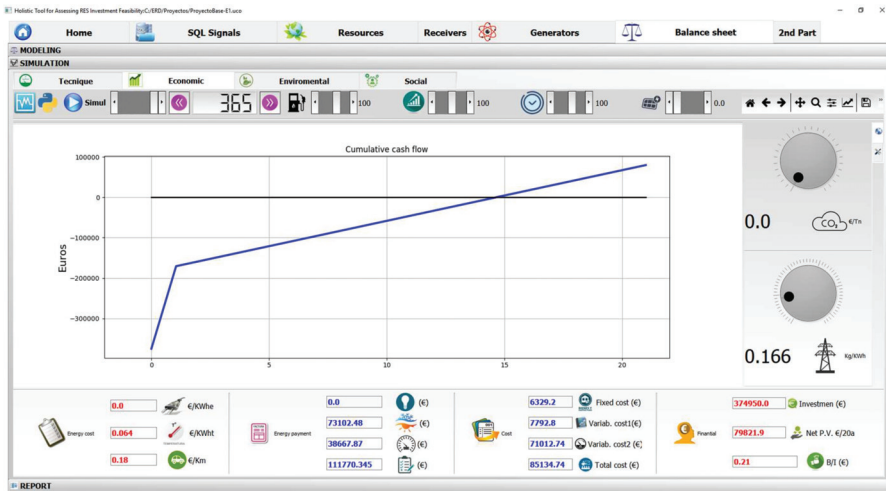 Holistic Tool for Assessing RES Investment Feasibility:C:/ERD/Proyectos/ProyectoBase-E1.uco
Home SQL Signals Resources Receivers Generators Balance sheet 2nd Part
MODELING
SIMULATION
Tecnique Economic Enviromental Social
Simul 365 100 100 100 0.0
Cumulative cash flow
100000
0
−100000
−200000
−300000
Euros
0 5 10 15 20
0.0 CO₂ €/Tn
0.166 Kg/KWh
Energy cost
0.0 €/KWhe
0.064 €/KWht
0.18 €/Km
Energy payment
0.0 (€)
73102.48 (€)
38667.87 (€)
111770.345 (€)
Cost
6329.2 Fixed cost (€)
7792.8 Variab. cost1(€)
71012.74 Variab. cost2 (€)
85134.74 Total cost (€)
Finantial
374950.0 Investmen (€)
79821.9 Net P.V. €/20a
0.21 B/I (€)
REPORT